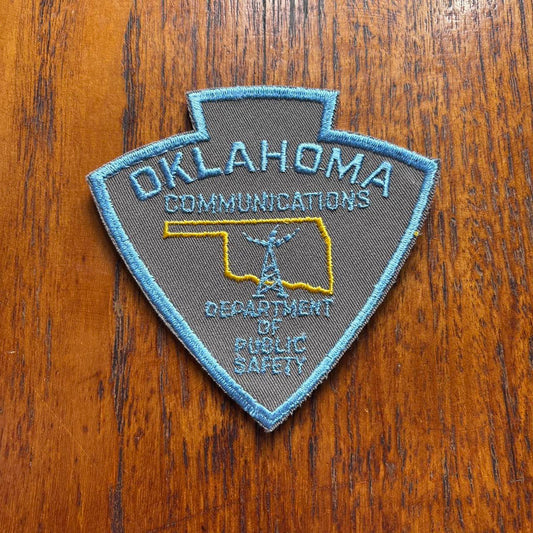 OKLAHOMA
COMMUNICATIONS
DEPARTMENT
OF
PUBLIC
SAFETY